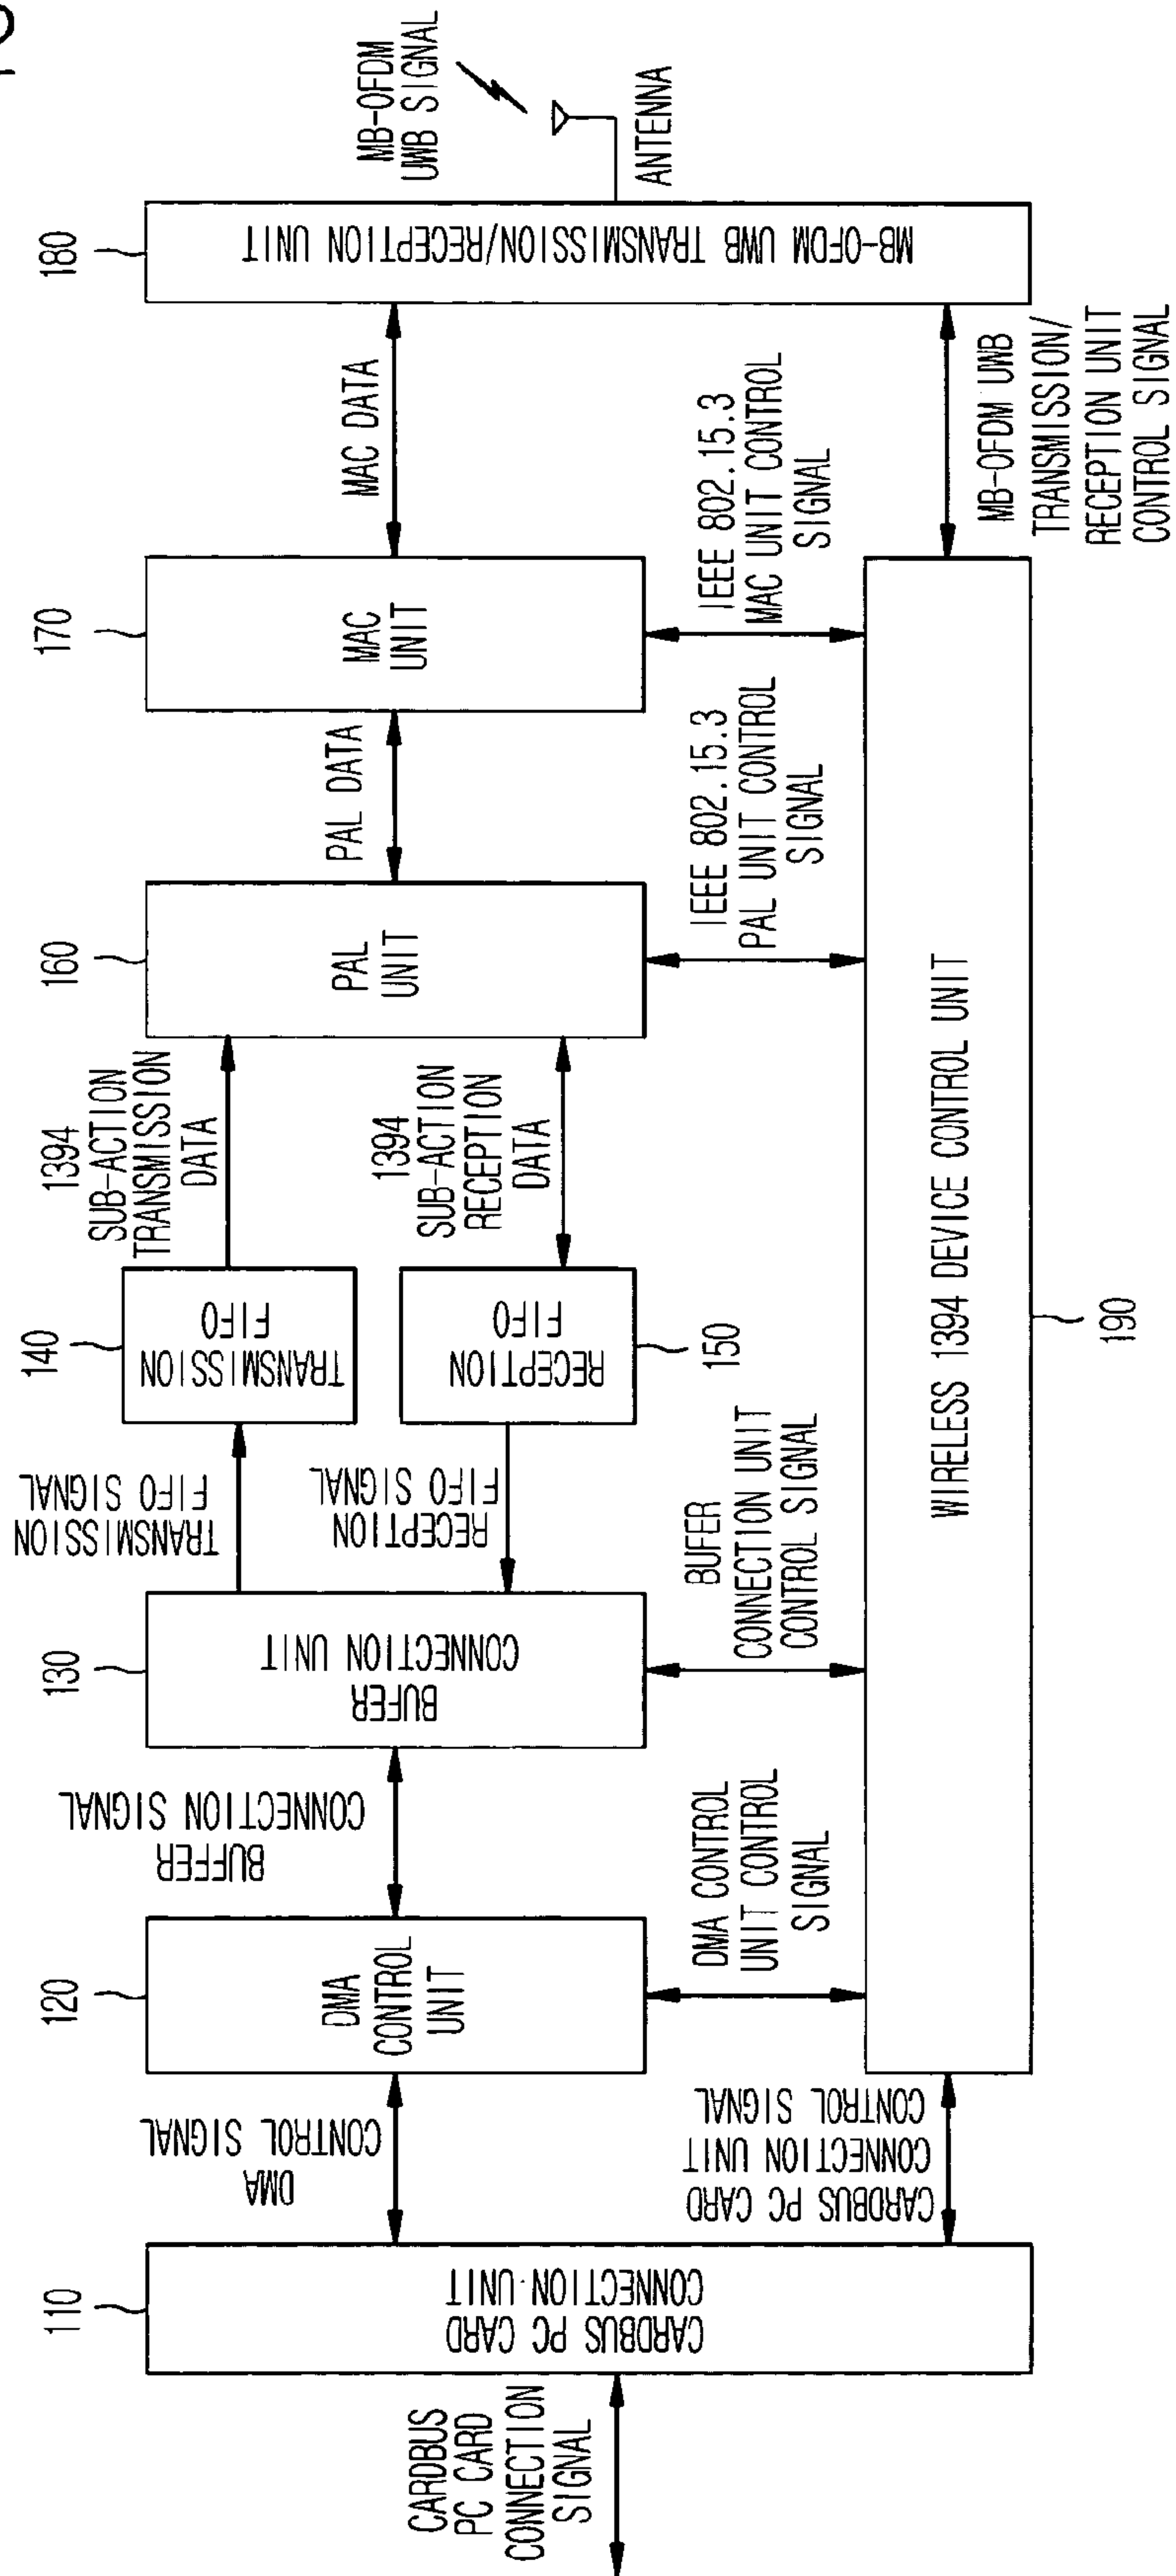 MB-OFDM
UWB SIGNAL
ANTENNA
180
MB-OFDM UWB TRANSMISSION/RECEPTION UNIT
MAC DATA
MB-OFDM UWB
TRANSMISSION/
RECEPTION UNIT
CONTROL SIGNAL
170
MAC
UNIT
IEEE 802.15.3
MAC UNIT CONTROL
SIGNAL
PAL DATA
160
PAL
UNIT
IEEE 802.15.3
PAL UNIT CONTROL
SIGNAL
1394
SUB-ACTION
TRANSMISSION
DATA
1394
SUB-ACTION
RECEPTION
DATA
140
TRANSMISSION
FIFO
RECEPTION
FIFO
150
TRANSMISSION
FIFO SIGNAL
RECEPTION
FIFO SIGNAL
130
BUFER
CONNECTION UNIT
BUFER
CONNECTION UNIT
CONTROL SIGNAL
BUFFER
CONNECTION SIGNAL
120
DMA
CONTROL
UNIT
DMA CONTROL
UNIT CONTROL
SIGNAL
WIRELESS 1394 DEVICE CONTROL UNIT
190
DMA
CONTROL SIGNAL
CARDBUS PC CARD
CONNECTION UNIT
CONTROL SIGNAL
110
CARDBUS PC CARD
CONNECTION UNIT
CARDBUS
PC CARD
CONNECTION
SIGNAL